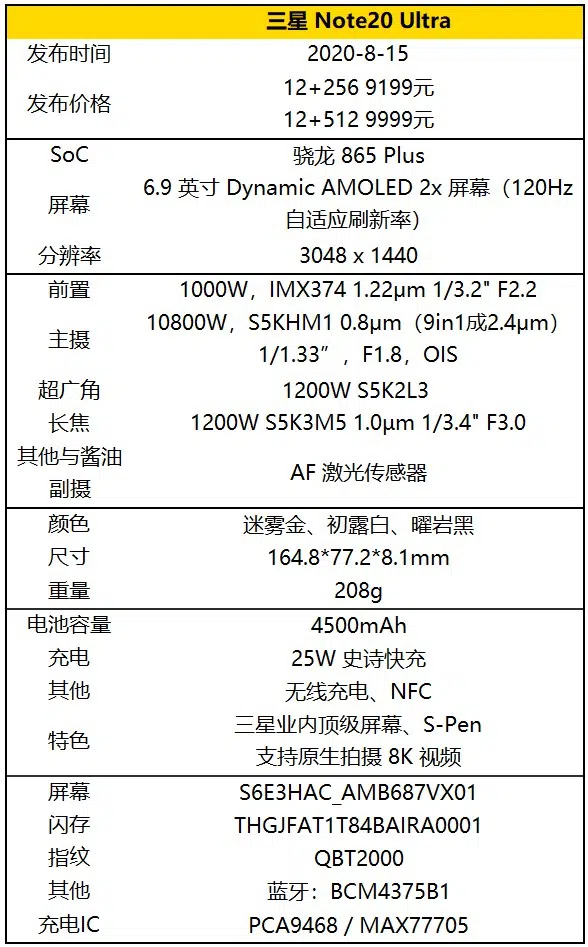 三星 Note20 Ultra
发布时间 2020-8-15
发布价格 12+256 9199元
12+512 9999元
SoC 骁龙 865 Plus
屏幕 6.9 英寸 Dynamic AMOLED 2x 屏幕（120Hz
自适应刷新率）
分辨率 3048 x 1440
前置 1000W，IMX374 1.22μm 1/3.2" F2.2
主摄 10800W，S5KHM1 0.8μm（9in1成2.4μm）
1/1.33”，F1.8，OIS
超广角 1200W S5K2L3
长焦 1200W S5K3M5 1.0μm 1/3.4" F3.0
其他与酱油
副摄 AF 激光传感器
颜色 迷雾金、初露白、曜岩黑
尺寸 164.8*77.2*8.1mm
重量 208g
电池容量 4500mAh
充电 25W 史诗快充
其他 无线充电、NFC
特色 三星业内顶级屏幕、S-Pen
支持原生拍摄 8K 视频
屏幕 S6E3HAC_AMB687VX01
闪存 THGJFAT1T84BAIRA0001
指纹 QBT2000
其他 蓝牙：BCM4375B1
充电IC PCA9468 / MAX77705